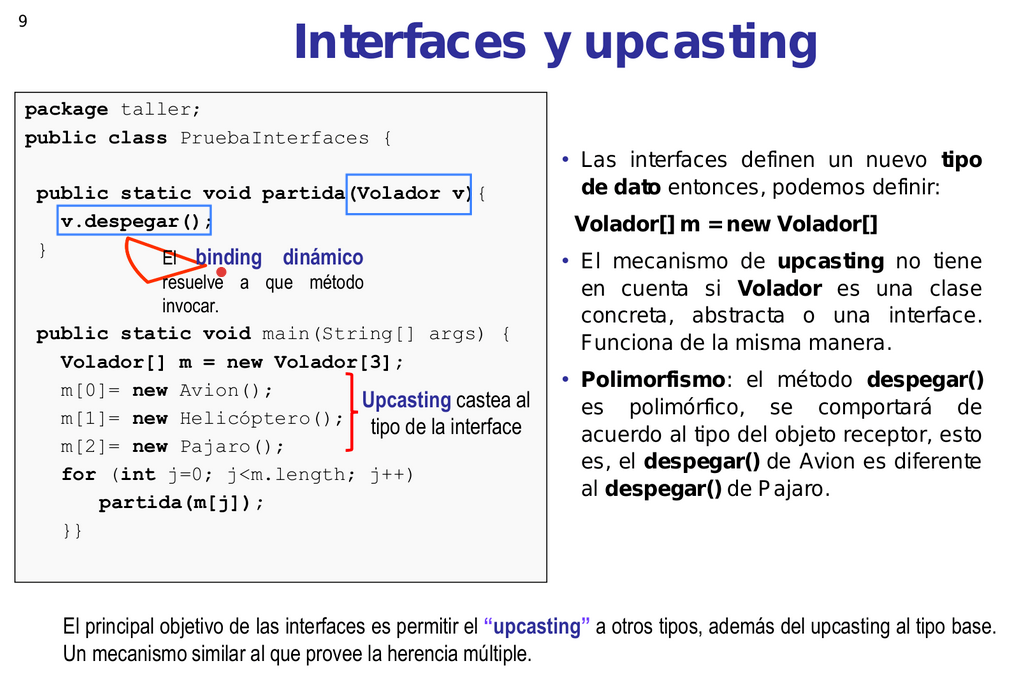 9
Interfaces y upcasting
package taller;
public class PruebaInterfaces {
public static void partida(Volador v){
v.despegar();
}
El binding dinámico
resuelve a que método
invocar.
public static void main(String[] args) {
Volador[] m = new Volador[3];
m[0]= new Avion();
m[1]= new Helicóptero();
m[2]= new Pajaro();
for (int j=0; j<m.length; j++)
partida(m[j]);
}}
Upcasting castea al
tipo de la interface
• Las interfaces definen un nuevo tipo
de dato entonces, podemos definir:
Volador[] m = new Volador[]
• El mecanismo de upcasting no tiene
en cuenta si Volador es una clase
concreta, abstracta o una interface.
Funciona de la misma manera.
• Polimorfismo: el método despegar()
es polimórfico, se comportará de
acuerdo al tipo del objeto receptor, esto
es, el despegar() de Avion es diferente
al despegar() de Pajaro.
El principal objetivo de las interfaces es permitir el “upcasting” a otros tipos, además del upcasting al tipo base.
Un mecanismo similar al que provee la herencia múltiple.